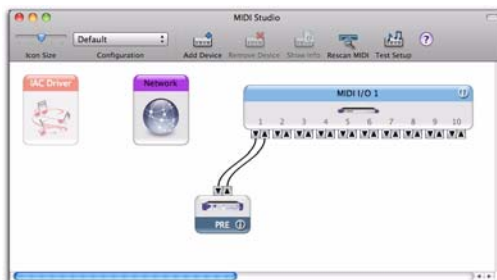 MIDI Studio
Default
Icon Size
Configuration
Add Device
Remove Device
Show Info
Rescan MIDI
Test Setup
?
IAC Driver
Network
MIDI I/O 1
1 2 3 4 5 6 7 8 9 10
PRE